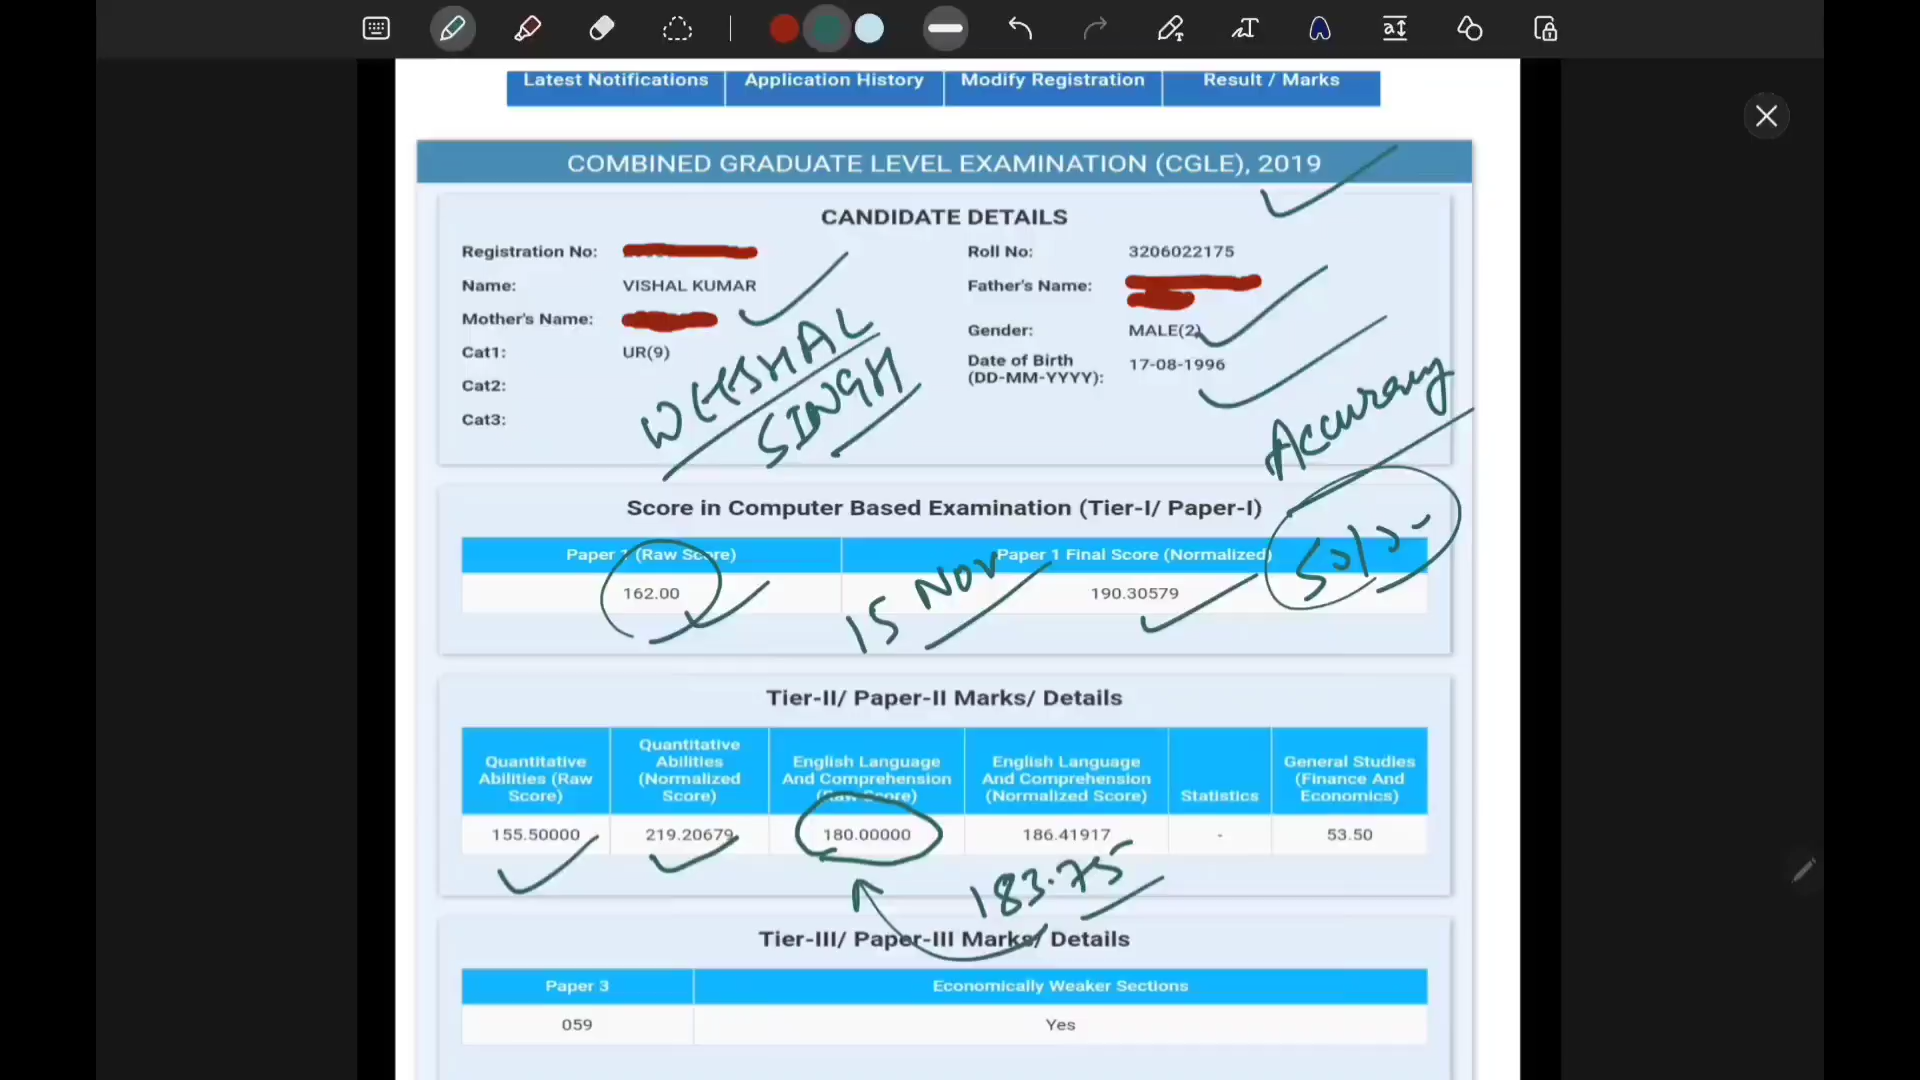 Latest Notifications Application History Modify Registration Result / Marks
COMBINED GRADUATE LEVEL EXAMINATION (CGLE), 2019
CANDIDATE DETAILS
Registration No: Roll No: 3206022175
Name: VISHAL KUMAR Father's Name:
Mother's Name:
Gender: MALE(2)
Cat1: UR(9)
Date of Birth
(DD-MM-YYYY): 17-08-1996
Cat2:
Cat3:
SINGH
Accuracy
Score in Computer Based Examination (Tier-I/ Paper-I)
Paper 1 (Raw Score) Paper 1 Final Score (Normalized)
162.00 190.30579
15 Nov
Tier-II/ Paper-II Marks/ Details
Quantitative Abilities (Raw Score) Quantitative Abilities (Normalized Score) English Language And Comprehension (Raw Score) English Language And Comprehension (Normalized Score) Statistics General Studies (Finance And Economics)
155.50000 219.20679 180.00000 186.41917 - 53.50
183.75
Tier-III/ Paper-III Marks/ Details
Paper 3 Economically Weaker Sections
059 Yes